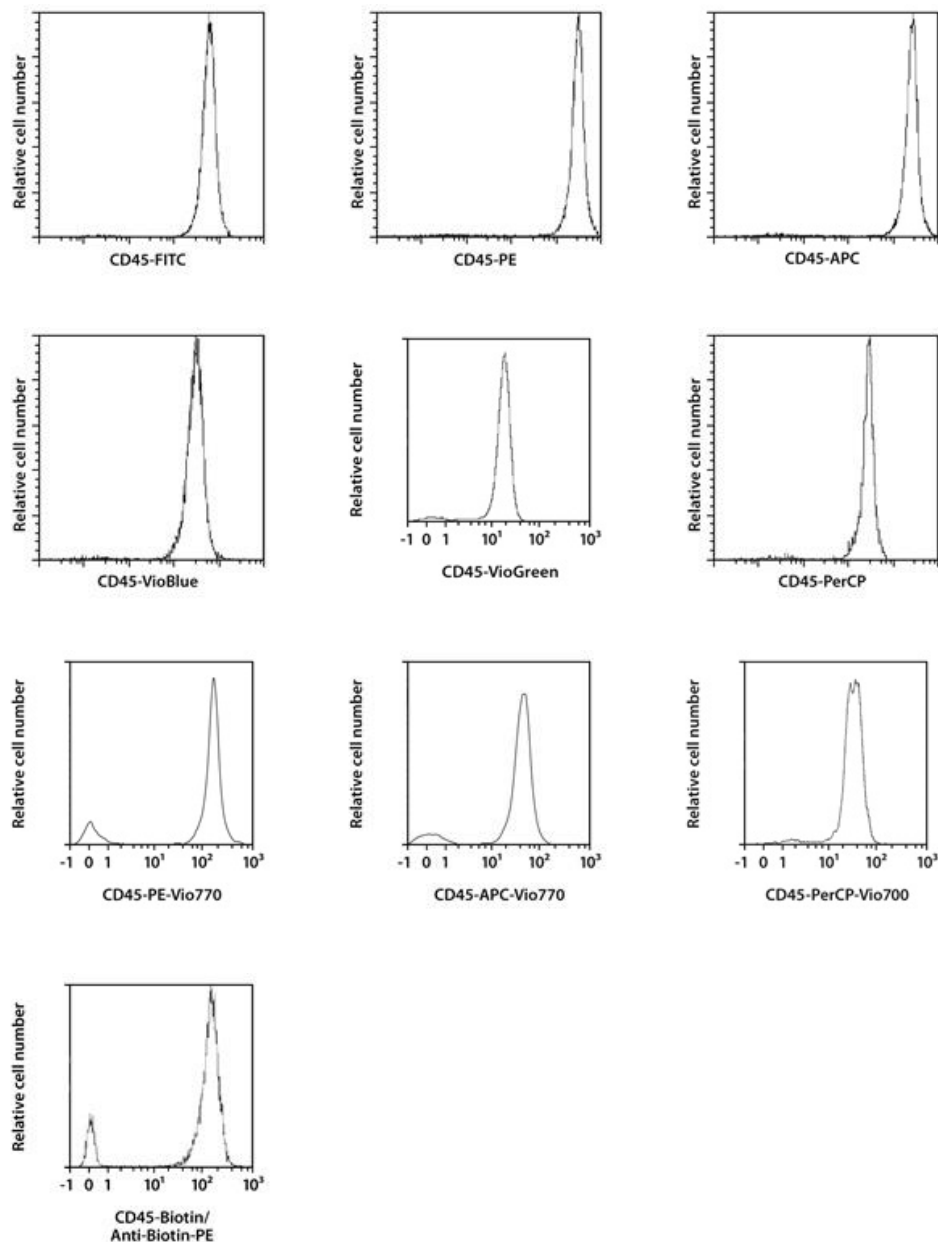 Relative cell number
CD45-FITC
Relative cell number
CD45-PE
Relative cell number
CD45-APC
Relative cell number
CD45-VioBlue
Relative cell number
-1 0 1 10¹ 10² 10³
CD45-VioGreen
Relative cell number
CD45-PerCP
Relative cell number
-1 0 1 10¹ 10² 10³
CD45-PE-Vio770
Relative cell number
-1 0 1 10¹ 10² 10³
CD45-APC-Vio770
Relative cell number
-1 0 1 10¹ 10² 10³
CD45-PerCP-Vio700
Relative cell number
-1 0 1 10¹ 10² 10³
CD45-Biotin/
Anti-Biotin-PE